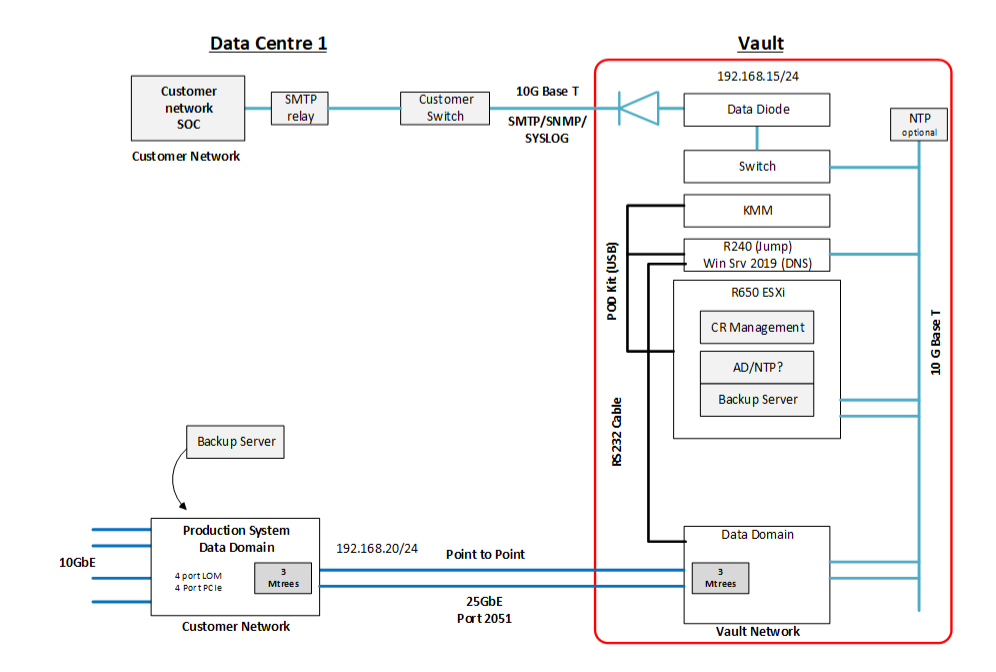 Data Centre 1
Vault
192.168.15/24
Customer
network
SOC
Customer Network
SMTP
relay
Customer
Switch
10G Base T
SMTP/SNMP/
SYSLOG
Data Diode
NTP
optional
Switch
KMM
R240 (Jump)
Win Srv 2019 (DNS)
POD Kit (USB)
R650 ESXi
CR Management
AD/NTP?
Backup Server
10 G Base T
RS232 Cable
Backup Server
Production System
Data Domain
10GbE
4 port LOM
4 Port PCIe
3
Mtrees
Customer Network
192.168.20/24
Point to Point
25GbE
Port 2051
Data Domain
3
Mtrees
Vault Network